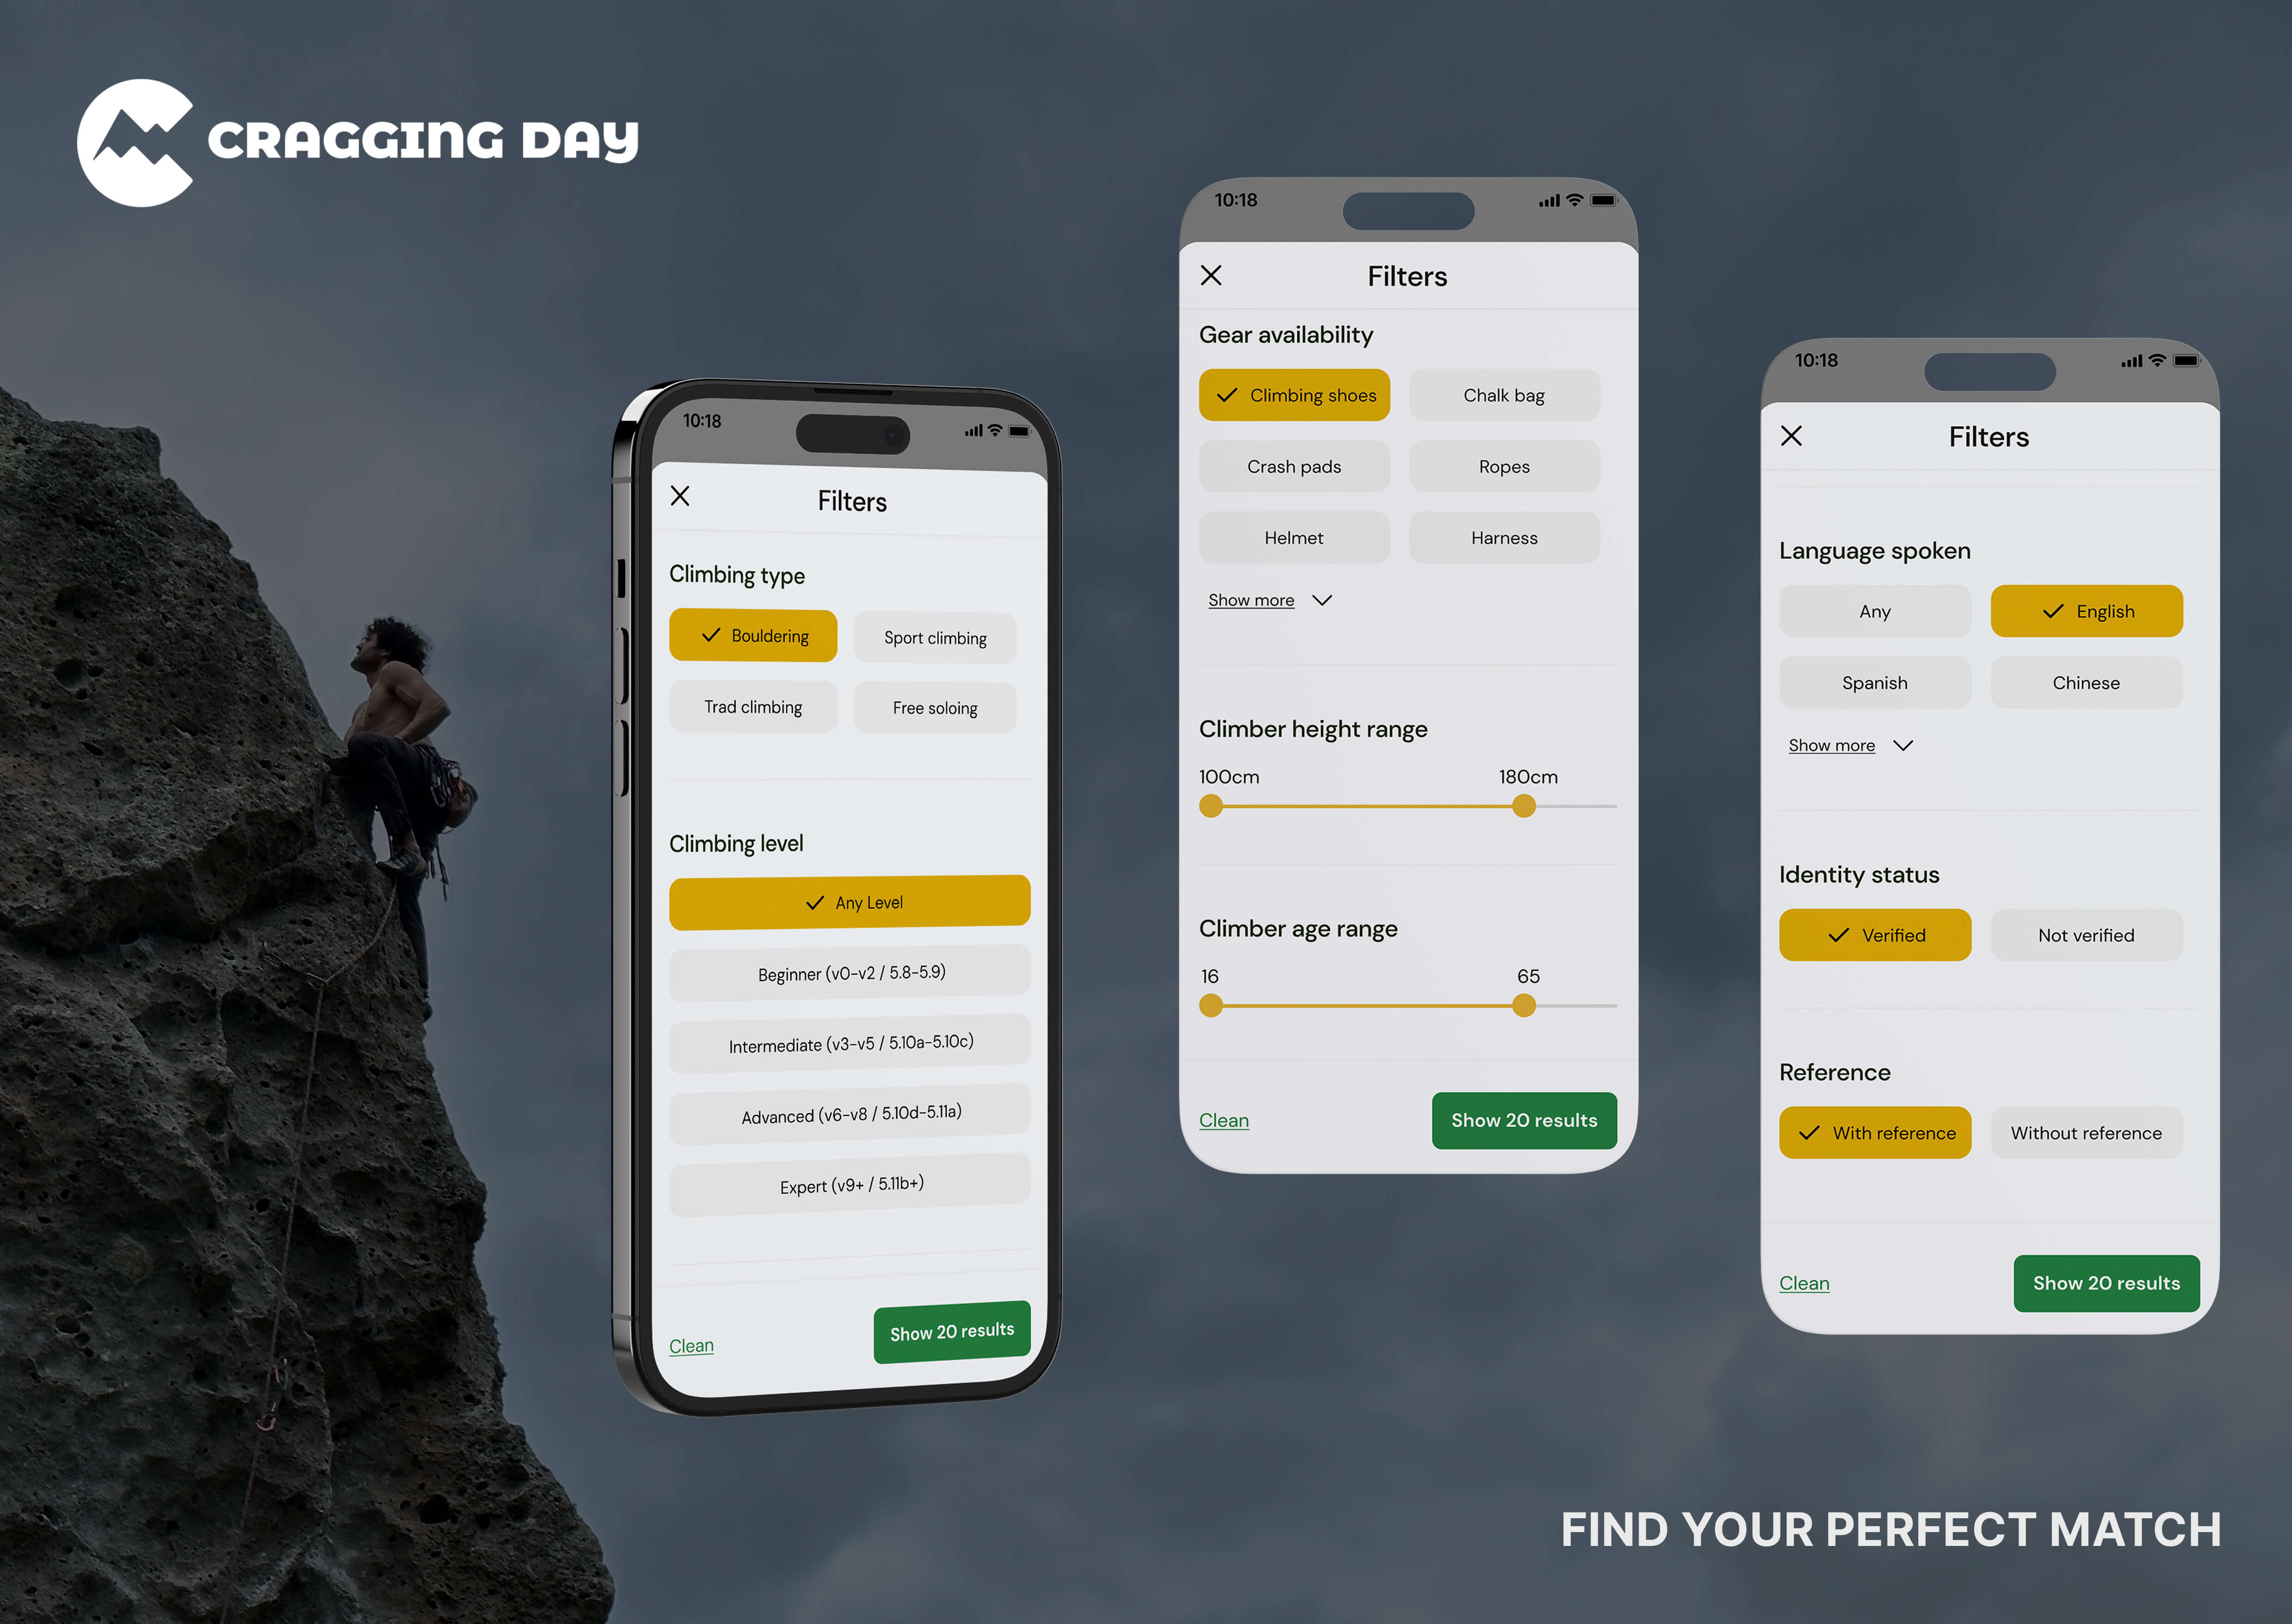 CRAGGING DAY
10:18
Filters
Climbing type
Bouldering
Sport climbing
Trad climbing
Free soloing
Climbing level
Any Level
Beginner (v0-v2 / 5.8-5.9)
Intermediate (v3-v5 / 5.10a-5.10c)
Advanced (v6-v8 / 5.10d-5.11a)
Expert (v9+ / 5.11b+)
Clean
Show 20 results
10:18
Filters
Gear availability
Climbing shoes
Chalk bag
Crash pads
Ropes
Helmet
Harness
Show more
Climber height range
100cm
180cm
Climber age range
16
65
Clean
Show 20 results
10:18
Filters
Language spoken
Any
English
Spanish
Chinese
Show more
Identity status
Verified
Not verified
Reference
With reference
Without reference
Clean
Show 20 results
FIND YOUR PERFECT MATCH